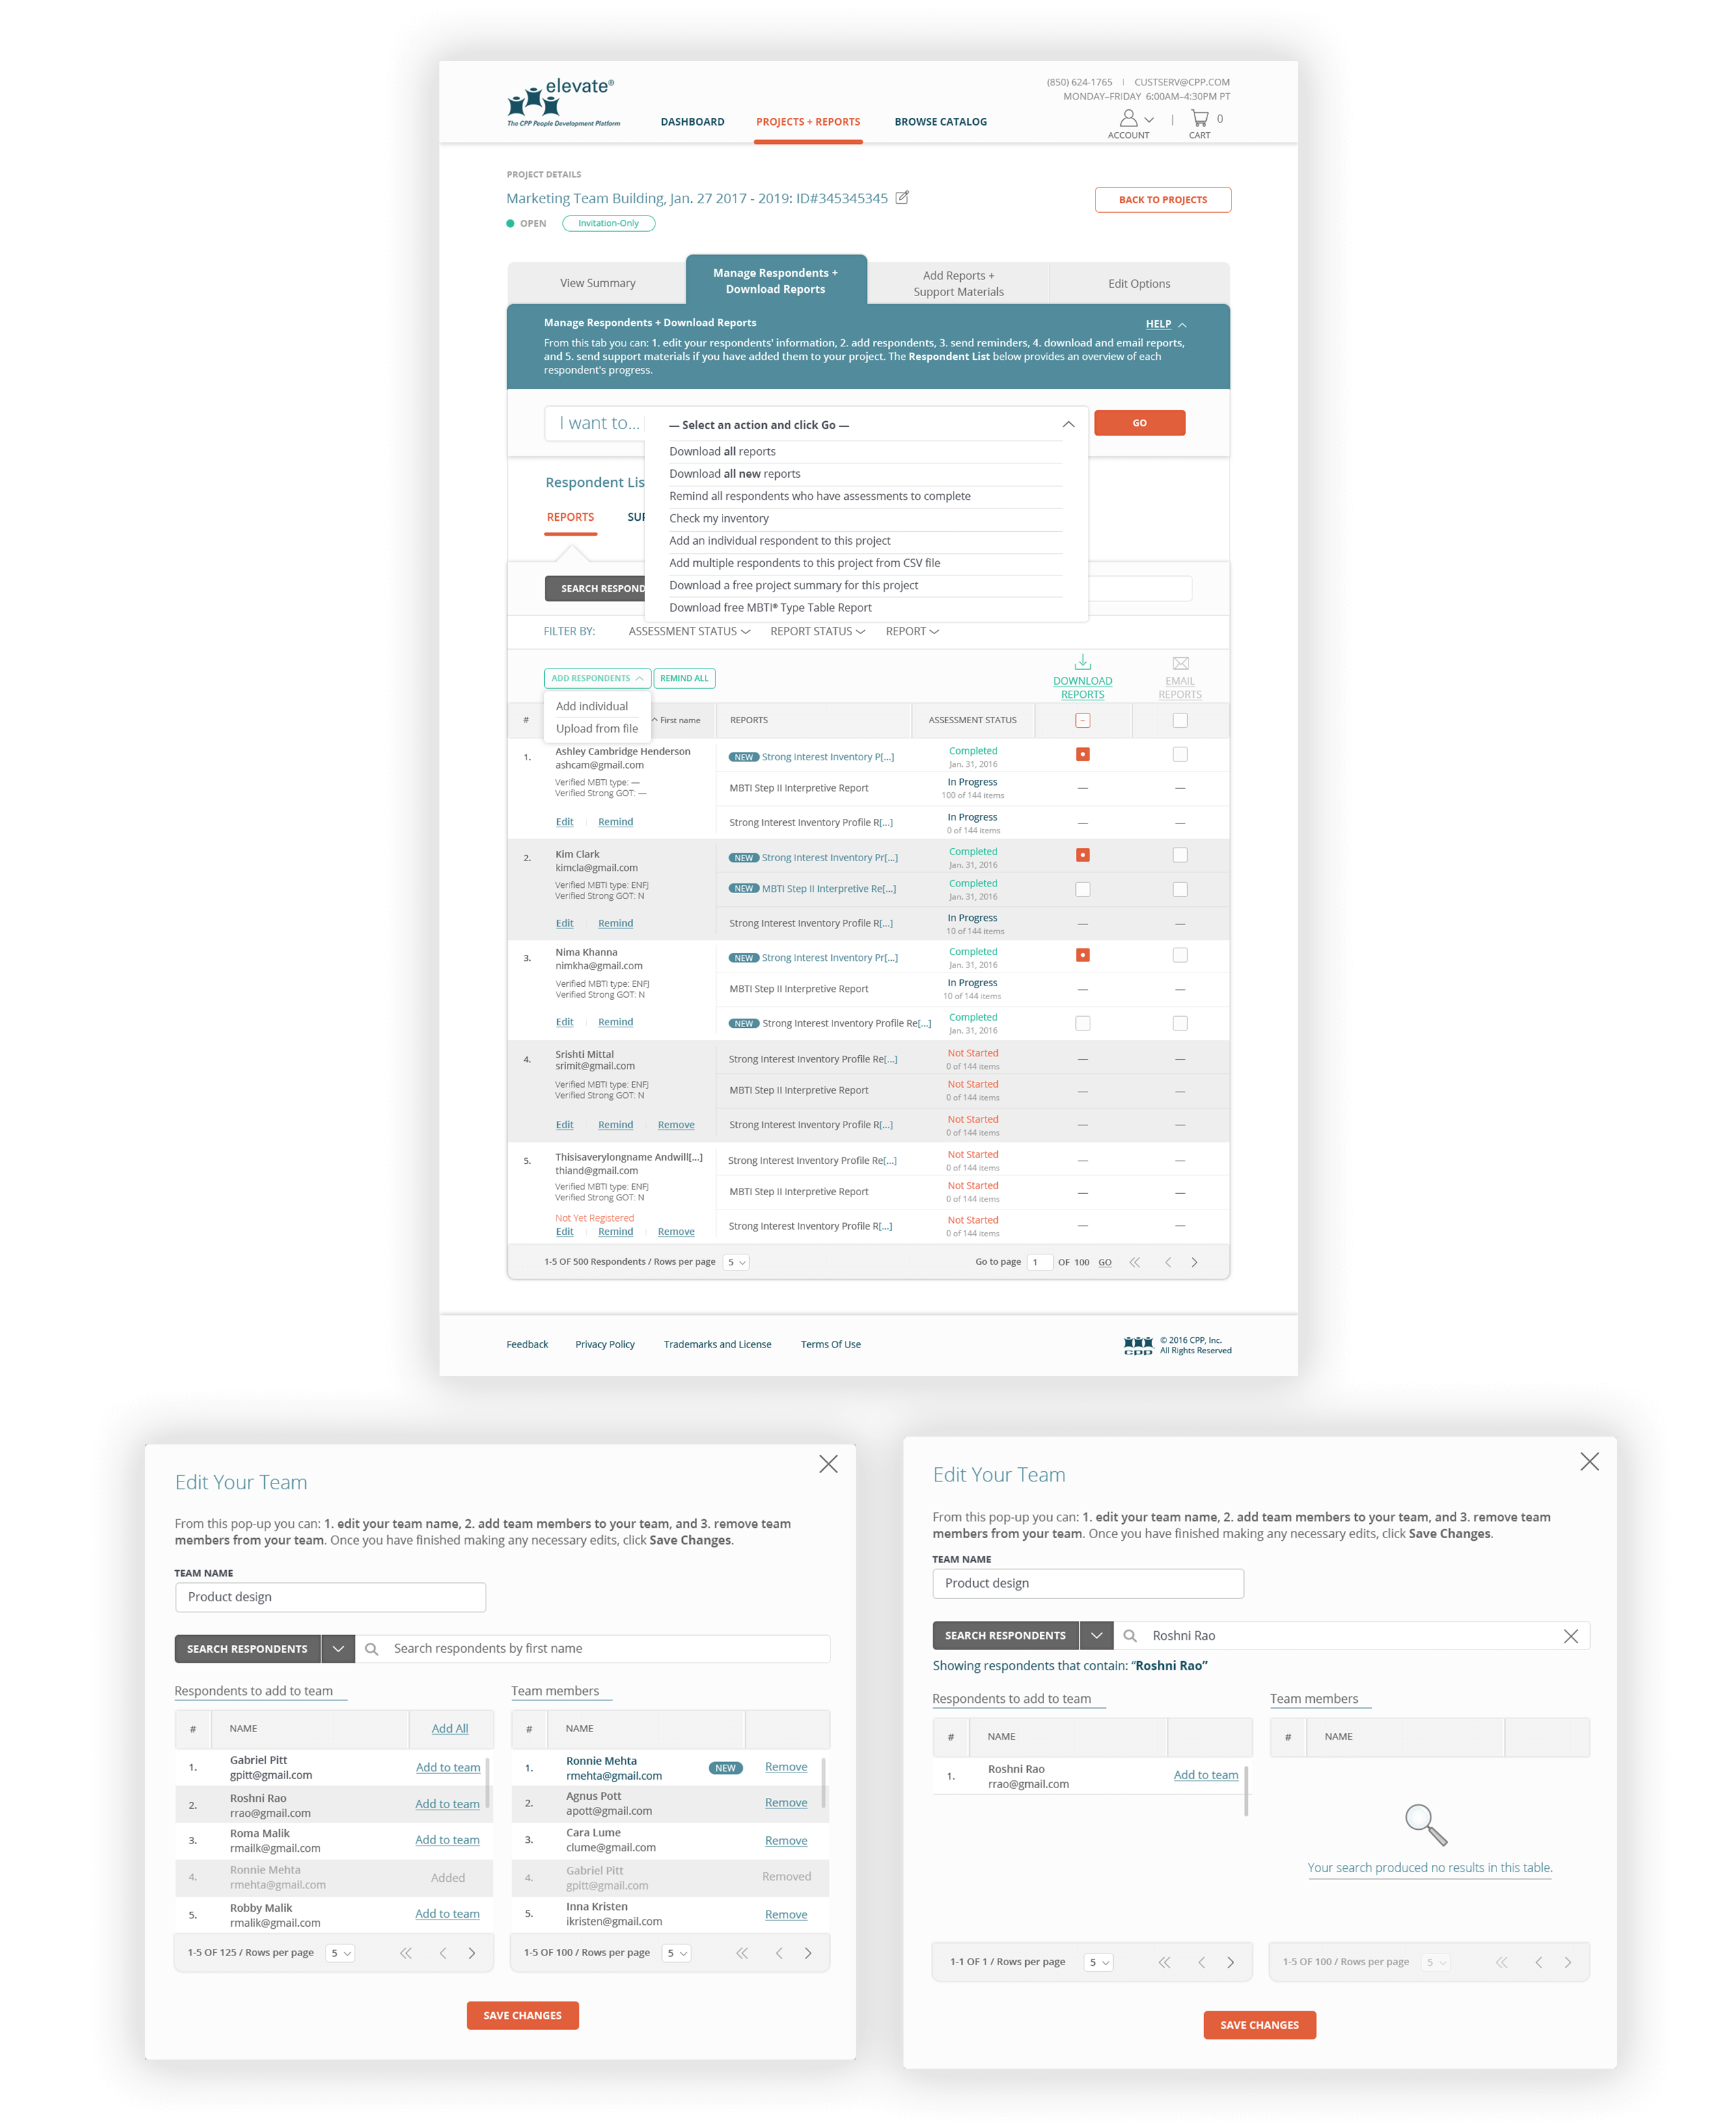 elevate®
The CPP People Development Platform
(850) 624-1765 | CUSTSERV@CPP.COM
MONDAY–FRIDAY 6:00AM–4:30PM PT
DASHBOARD
PROJECTS + REPORTS
BROWSE CATALOG
ACCOUNT
|
0
CART
PROJECT DETAILS
Marketing Team Building, Jan. 27 2017 - 2019: ID#345345345
BACK TO PROJECTS
OPEN
Invitation-Only
View Summary
Manage Respondents +
Download Reports
Add Reports +
Support Materials
Edit Options
Manage Respondents + Download Reports
HELP
From this tab you can: 1. edit your respondents' information, 2. add respondents, 3. send reminders, 4. download and email reports,
and 5. send support materials if you have added them to your project. The Respondent List below provides an overview of each
respondent's progress.
I want to...
— Select an action and click Go —
GO
Download all reports
Download all new reports
Remind all respondents who have assessments to complete
Check my inventory
Add an individual respondent to this project
Add multiple respondents to this project from CSV file
Download a free project summary for this project
Download free MBTI® Type Table Report
Respondent Lis
REPORTS
SUP
SEARCH RESPOND
FILTER BY:
ASSESSMENT STATUS
REPORT STATUS
REPORT
ADD RESPONDENTS
REMIND ALL
Add individual
Upload from file
DOWNLOAD
REPORTS
EMAIL
REPORTS
#
First name
REPORTS
ASSESSMENT STATUS
1.
Ashley Cambridge Henderson
ashcam@gmail.com
Verified MBTI type: —
Verified Strong GOT: —
Edit | Remind
NEW Strong Interest Inventory P[...]
Completed
Jan. 31, 2016
MBTI Step II Interpretive Report
In Progress
100 of 144 items
— —
Strong Interest Inventory Profile R[...]
In Progress
0 of 144 items
— —
2.
Kim Clark
kimcla@gmail.com
Verified MBTI type: ENFJ
Verified Strong GOT: N
Edit | Remind
NEW Strong Interest Inventory Pr[...]
Completed
Jan. 31, 2016
NEW MBTI Step II Interpretive Re[...]
Completed
Jan. 31, 2016
Strong Interest Inventory Profile R[...]
In Progress
10 of 144 items
— —
3.
Nima Khanna
nimkha@gmail.com
Verified MBTI type: ENFJ
Verified Strong GOT: N
Edit | Remind
NEW Strong Interest Inventory Pr[...]
Completed
Jan. 31, 2016
MBTI Step II Interpretive Report
In Progress
10 of 144 items
— —
NEW Strong Interest Inventory Profile Re[...]
Completed
Jan. 31, 2016
4.
Srishti Mittal
srimit@gmail.com
Verified MBTI type: ENFJ
Verified Strong GOT: N
Edit | Remind | Remove
Strong Interest Inventory Profile Re[...]
Not Started
0 of 144 items
— —
MBTI Step II Interpretive Report
Not Started
0 of 144 items
— —
Strong Interest Inventory Profile R[...]
Not Started
0 of 144 items
— —
5.
Thisisaverylongname Andwill[...]
thiand@gmail.com
Verified MBTI type: ENFJ
Verified Strong GOT: N
Not Yet Registered
Edit | Remind | Remove
Strong Interest Inventory Profile Re[...]
Not Started
0 of 144 items
— —
MBTI Step II Interpretive Report
Not Started
0 of 144 items
— —
Strong Interest Inventory Profile R[...]
Not Started
0 of 144 items
— —
1-5 OF 500 Respondents / Rows per page 5
Go to page 1 OF 100 GO
Feedback
Privacy Policy
Trademarks and License
Terms Of Use
cpp
© 2016 CPP, Inc.
All Rights Reserved
Edit Your Team
From this pop-up you can: 1. edit your team name, 2. add team members to your team, and 3. remove team
members from your team. Once you have finished making any necessary edits, click Save Changes.
TEAM NAME
Product design
SEARCH RESPONDENTS
Search respondents by first name
Respondents to add to team
# NAME Add All
1.
Gabriel Pitt
gpitt@gmail.com
Add to team
2.
Roshni Rao
rrao@gmail.com
Add to team
3.
Roma Malik
rmailk@gmail.com
Add to team
4.
Ronnie Mehta
rmehta@gmail.com
Added
5.
Robby Malik
rmalik@gmail.com
Add to team
1-5 OF 125 / Rows per page 5
Team members
# NAME
1.
Ronnie Mehta
rmehta@gmail.com
NEW
Remove
2.
Agnus Pott
apott@gmail.com
Remove
3.
Cara Lume
clume@gmail.com
Remove
4.
Gabriel Pitt
gpitt@gmail.com
Removed
5.
Inna Kristen
ikristen@gmail.com
Remove
1-5 OF 100 / Rows per page 5
SAVE CHANGES
Edit Your Team
From this pop-up you can: 1. edit your team name, 2. add team members to your team, and 3. remove team
members from your team. Once you have finished making any necessary edits, click Save Changes.
TEAM NAME
Product design
SEARCH RESPONDENTS
Roshni Rao
Showing respondents that contain: “Roshni Rao”
Respondents to add to team
# NAME
1.
Roshni Rao
rrao@gmail.com
Add to team
1-1 OF 1 / Rows per page 5
Team members
# NAME
Your search produced no results in this table.
1-5 OF 100 / Rows per page 5
SAVE CHANGES